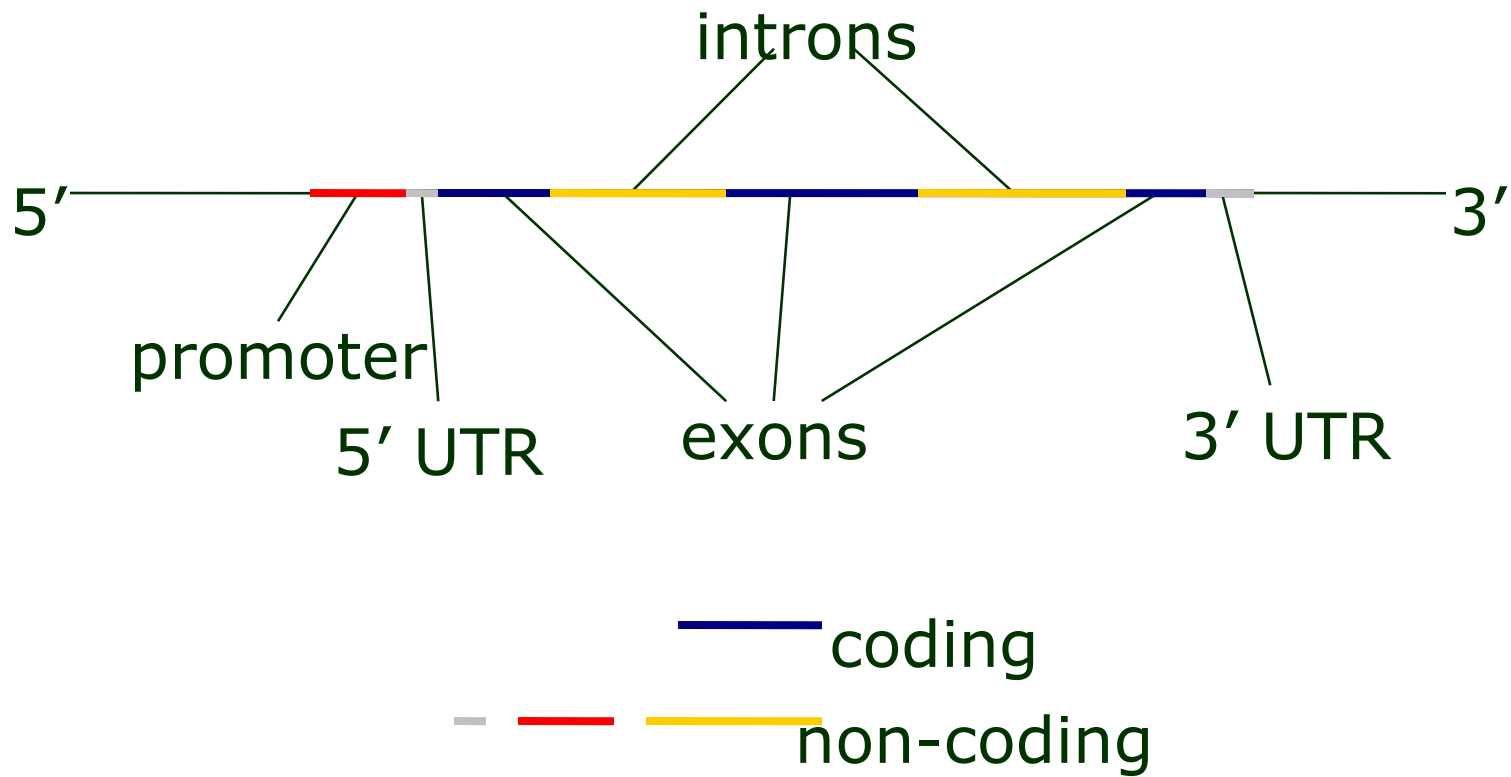 introns
5’
3’
promoter
5’ UTR
exons
3’ UTR
coding
non-coding